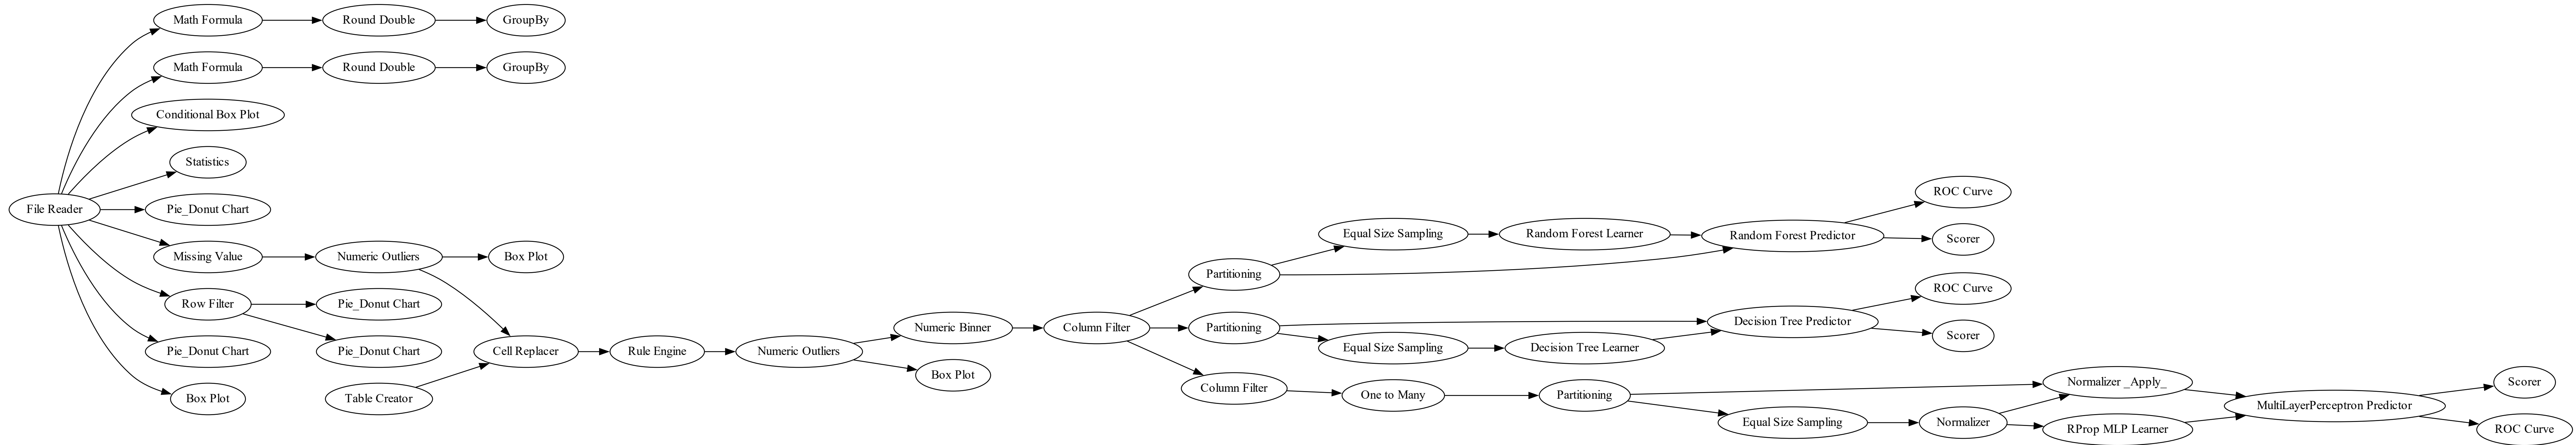 Math Formula
Round Double
GroupBy
Math Formula
Round Double
GroupBy
Conditional Box Plot
Statistics
File Reader
Pie_Donut Chart
Missing Value
Numeric Outliers
Box Plot
Row Filter
Pie_Donut Chart
Pie_Donut Chart
Pie_Donut Chart
Box Plot
Table Creator
Cell Replacer
Rule Engine
Numeric Outliers
Numeric Binner
Box Plot
Column Filter
Partitioning
Equal Size Sampling
Random Forest Learner
Random Forest Predictor
ROC Curve
Scorer
Partitioning
Equal Size Sampling
Decision Tree Learner
Decision Tree Predictor
ROC Curve
Scorer
Column Filter
One to Many
Partitioning
Equal Size Sampling
Normalizer
Normalizer _Apply_
RProp MLP Learner
MultiLayerPerceptron Predictor
Scorer
ROC Curve